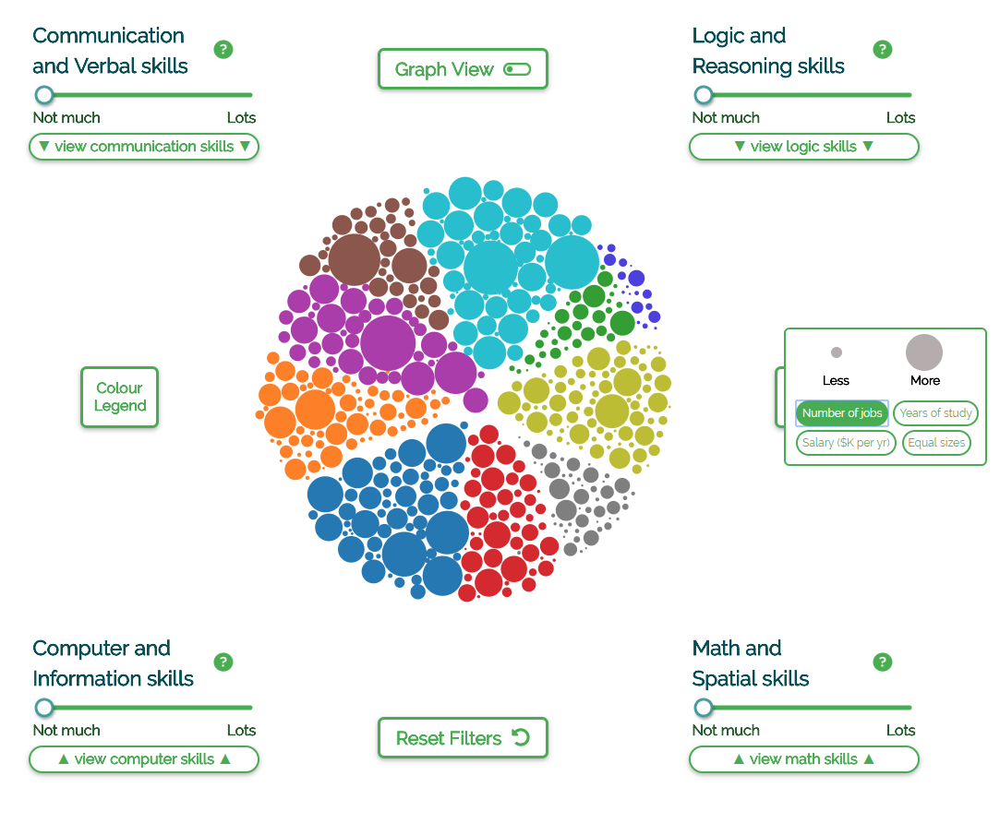 Communication
and Verbal skills
?
Not much
Lots
▼ view communication skills ▼
Graph View
Logic and
Reasoning skills
?
Not much
Lots
▼ view logic skills ▼
Colour
Legend
Less
More
Number of jobs
Years of study
Salary ($K per yr)
Equal sizes
Computer and
Information skills
?
Not much
Lots
▲ view computer skills ▲
Reset Filters
Math and
Spatial skills
?
Not much
Lots
▲ view math skills ▲